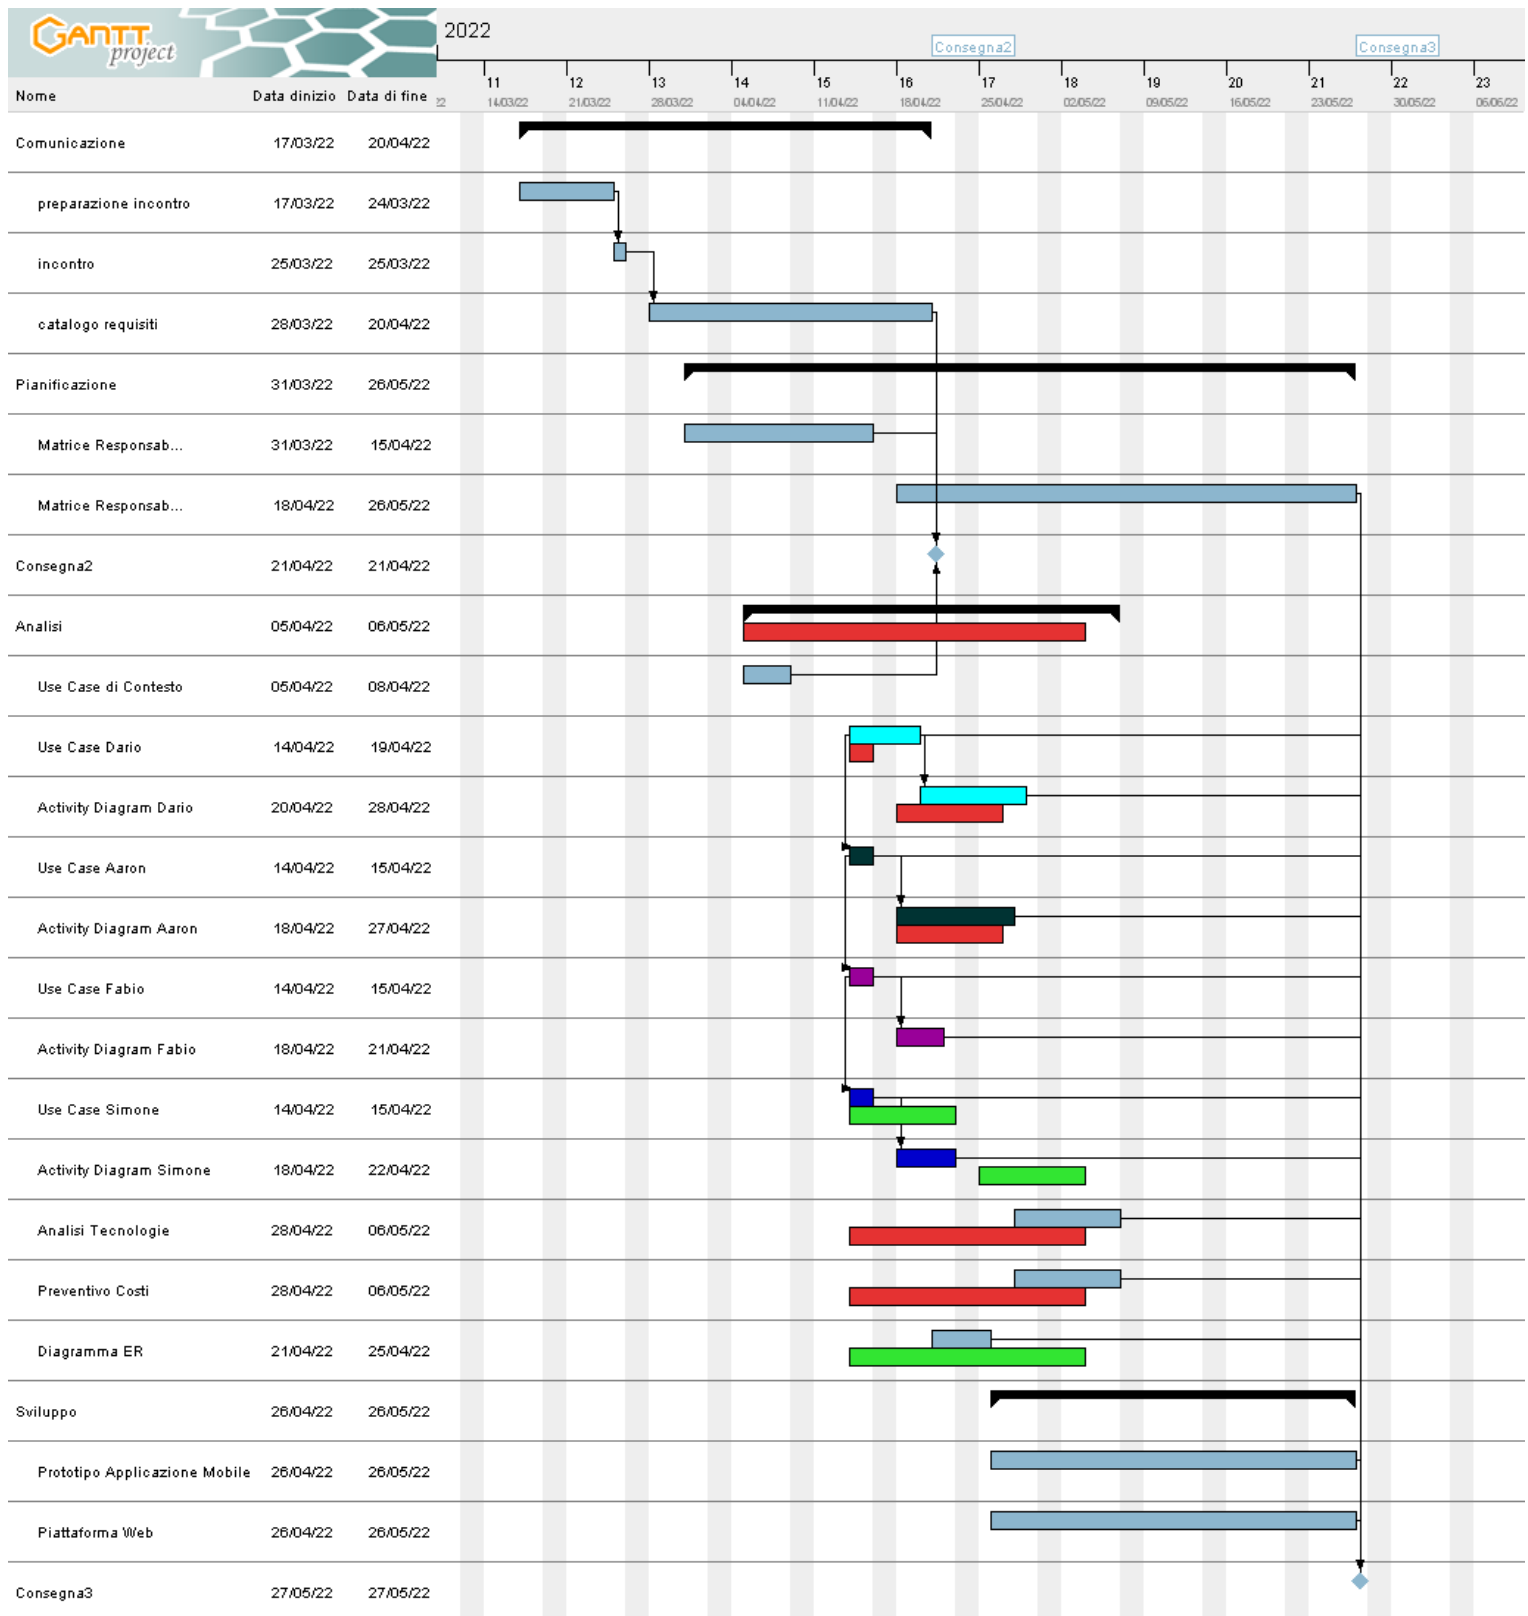 GANTT
project
2022
Consegna2 Consegna3
11 12 13 14 15 16 17 18 19 20 21 22 23
Nome Data dinizio Data di fine 22 14/03/22 21/03/22 28/03/22 04/04/22 11/04/22 18/04/22 25/04/22 02/05/22 09/05/22 16/05/22 23/05/22 30/05/22 06/06/22
Comunicazione 17/03/22 20/04/22
preparazione incontro 17/03/22 24/03/22
incontro 25/03/22 25/03/22
catalogo requisiti 28/03/22 20/04/22
Pianificazione 31/03/22 26/05/22
Matrice Responsab... 31/03/22 15/04/22
Matrice Responsab... 18/04/22 26/05/22
Consegna2 21/04/22 21/04/22
Analisi 05/04/22 06/05/22
Use Case di Contesto 05/04/22 08/04/22
Use Case Dario 14/04/22 19/04/22
Activity Diagram Dario 20/04/22 28/04/22
Use Case Aaron 14/04/22 15/04/22
Activity Diagram Aaron 18/04/22 27/04/22
Use Case Fabio 14/04/22 15/04/22
Activity Diagram Fabio 18/04/22 21/04/22
Use Case Simone 14/04/22 15/04/22
Activity Diagram Simone 18/04/22 22/04/22
Analisi Tecnologie 28/04/22 06/05/22
Preventivo Costi 28/04/22 06/05/22
Diagramma ER 21/04/22 25/04/22
Sviluppo 26/04/22 26/05/22
Prototipo Applicazione Mobile 26/04/22 26/05/22
Piattaforma Web 26/04/22 26/05/22
Consegna3 27/05/22 27/05/22